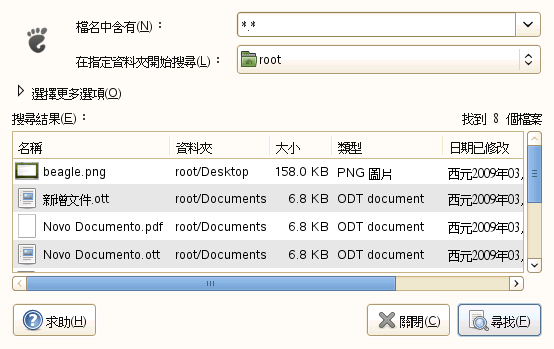 檔名中含有(N)：
*.*
在指定資料夾開始搜尋(L)：
root
選擇更多選項(O)
搜尋結果(E)：
找到 8 個檔案
名稱 資料夾 大小 類型 日期已修改
beagle.png root/Desktop 158.0 KB PNG 圖片 西元2009年03,
新增文件.ott root/Documents 6.8 KB ODT document 西元2009年03,
Novo Documento.pdf root/Documents 6.8 KB ODT document 西元2009年03,
Novo Documento.ott root/Documents 6.8 KB ODT document 西元2009年03,
求助(H)
關閉(C)
尋找(F)